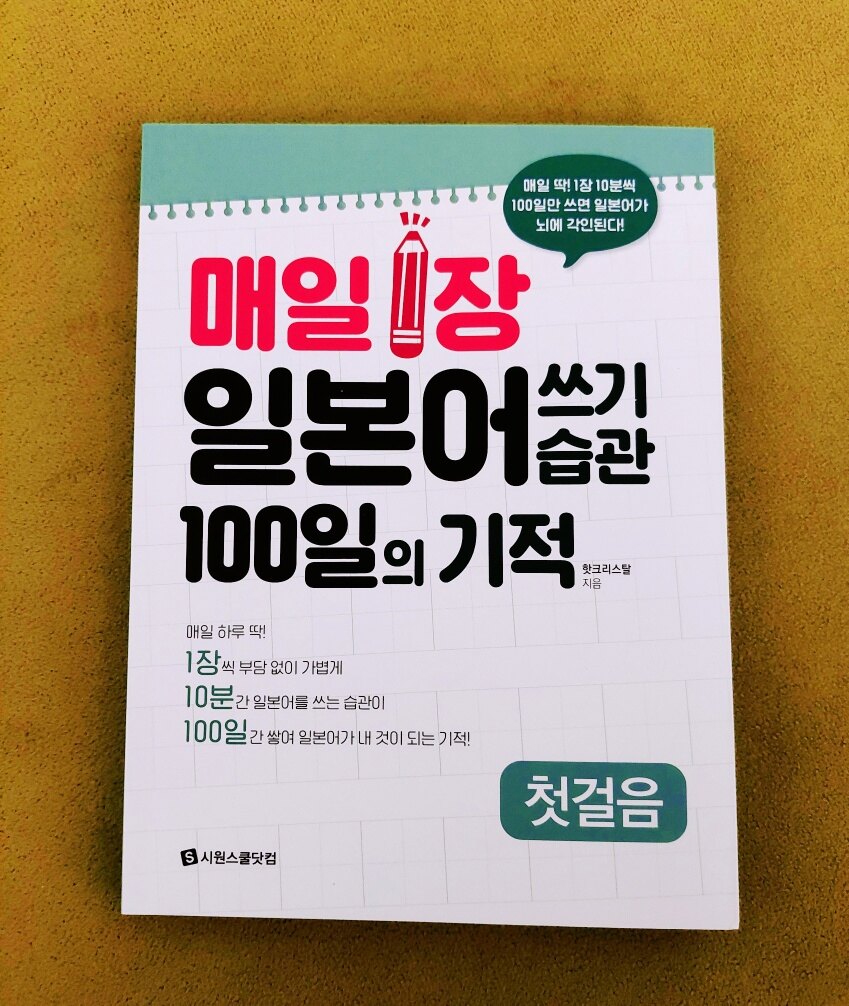 매일 딱! 1장 10분씩
100일만 쓰면 일본어가
뇌에 각인된다!
매일 1장
일본어 쓰기 습관
100일의 기적
핫크리스탈
지음
매일 하루 딱!
1장씩 부담 없이 가볍게
10분간 일본어를 쓰는 습관이
100일간 쌓여 일본어가 내 것이 되는 기적!
첫걸음
S 시원스쿨닷컴